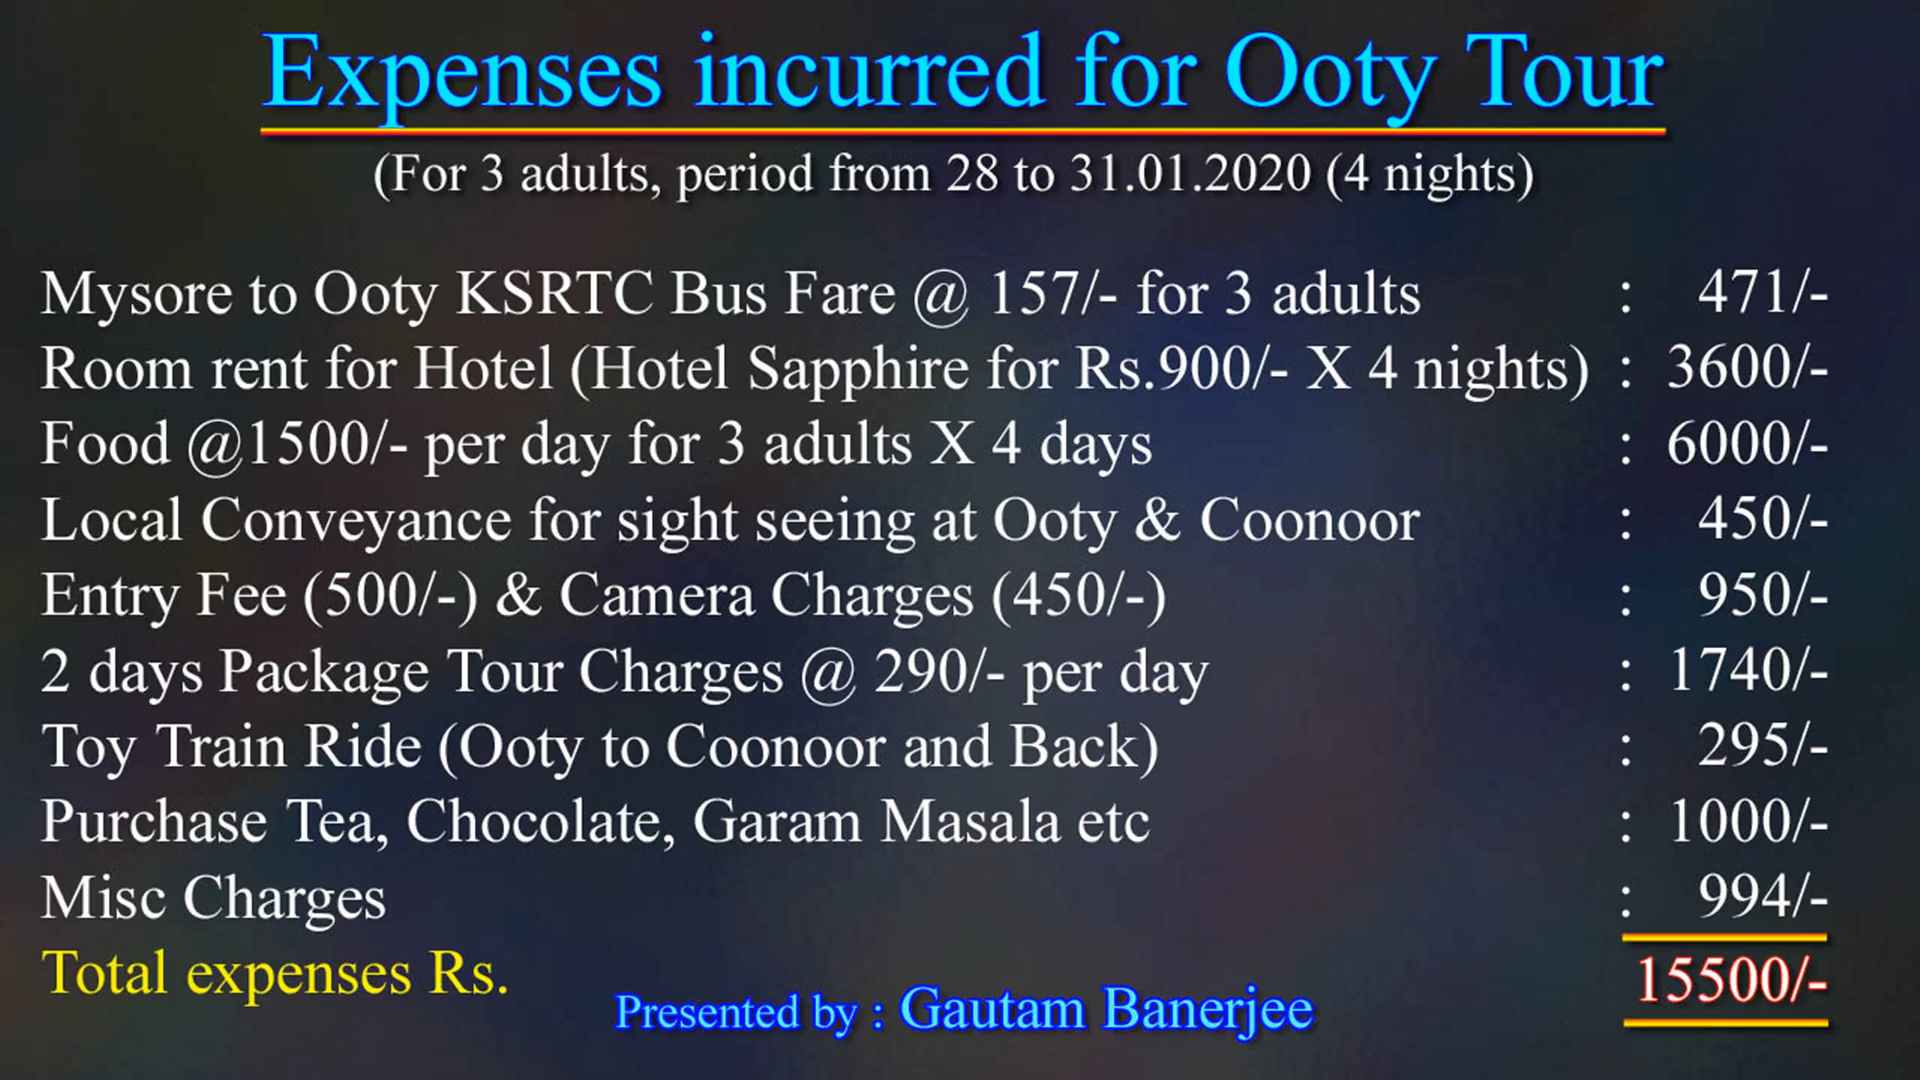 Expenses incurred for Ooty Tour
(For 3 adults, period from 28 to 31.01.2020 (4 nights)
Mysore to Ooty KSRTC Bus Fare @ 157/- for 3 adults : 471/-
Room rent for Hotel (Hotel Sapphire for Rs.900/- X 4 nights) : 3600/-
Food @1500/- per day for 3 adults X 4 days : 6000/-
Local Conveyance for sight seeing at Ooty & Coonoor : 450/-
Entry Fee (500/-) & Camera Charges (450/-) : 950/-
2 days Package Tour Charges @ 290/- per day : 1740/-
Toy Train Ride (Ooty to Coonoor and Back) : 295/-
Purchase Tea, Chocolate, Garam Masala etc : 1000/-
Misc Charges : 994/-
Total expenses Rs. 15500/-
Presented by : Gautam Banerjee